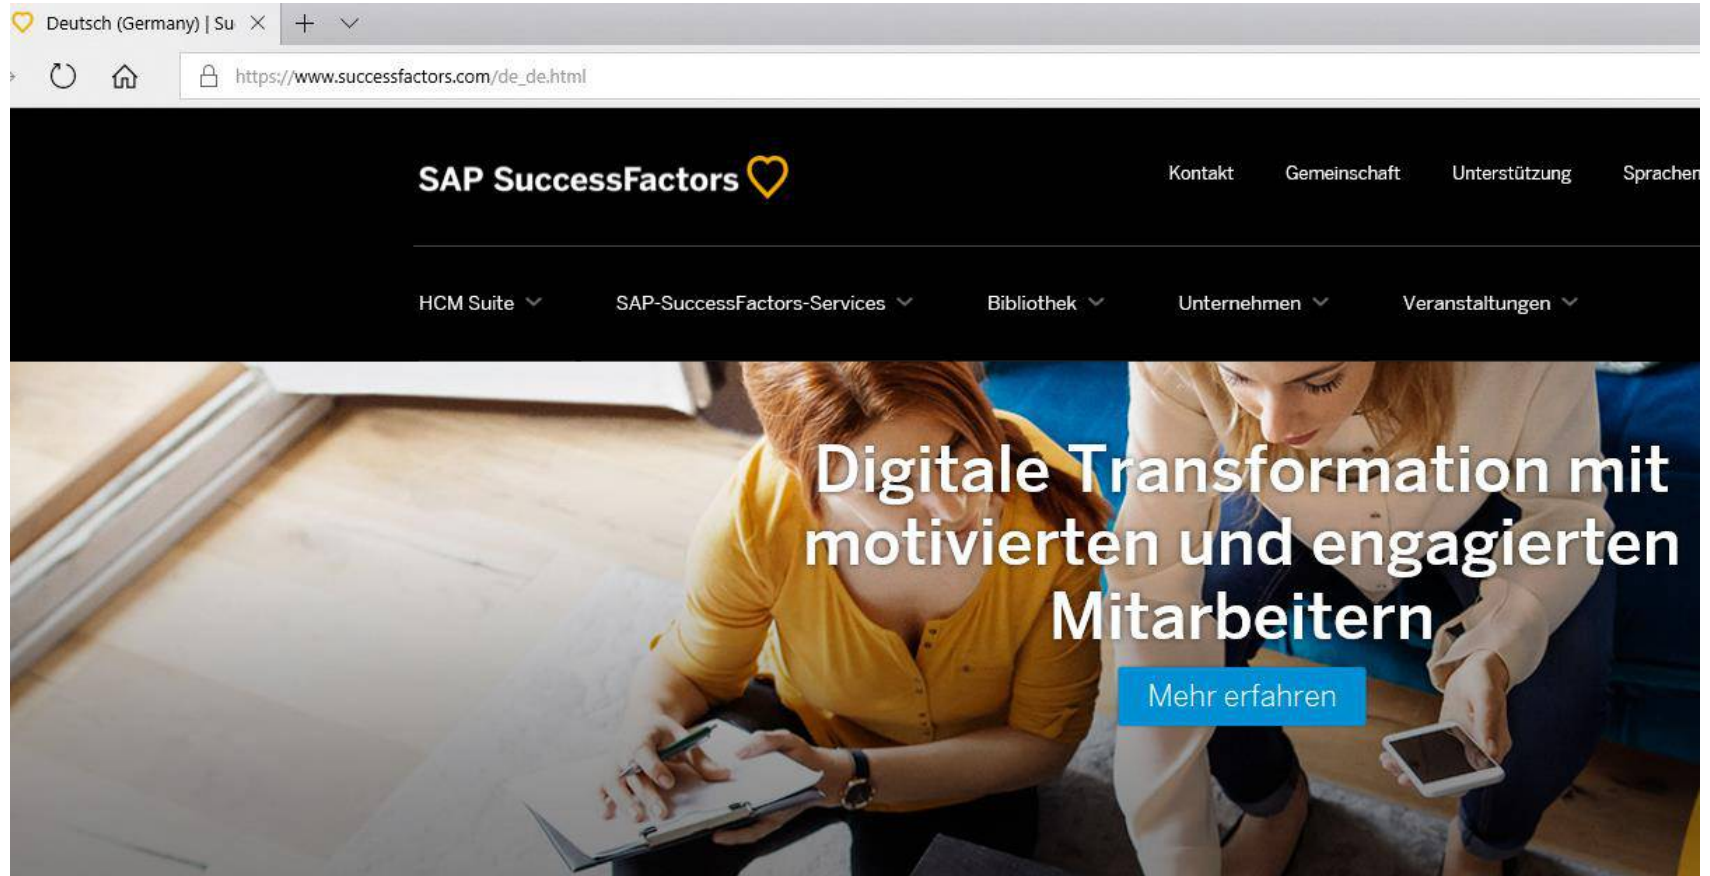 Deutsch (Germany) | Su
https://www.successfactors.com/de_de.html
SAP SuccessFactors
Kontakt Gemeinschaft Unterstützung Sprachen
HCM Suite SAP-SuccessFactors-Services Bibliothek Unternehmen Veranstaltungen
Digitale Transformation mit
motivierten und engagierten
Mitarbeitern
Mehr erfahren